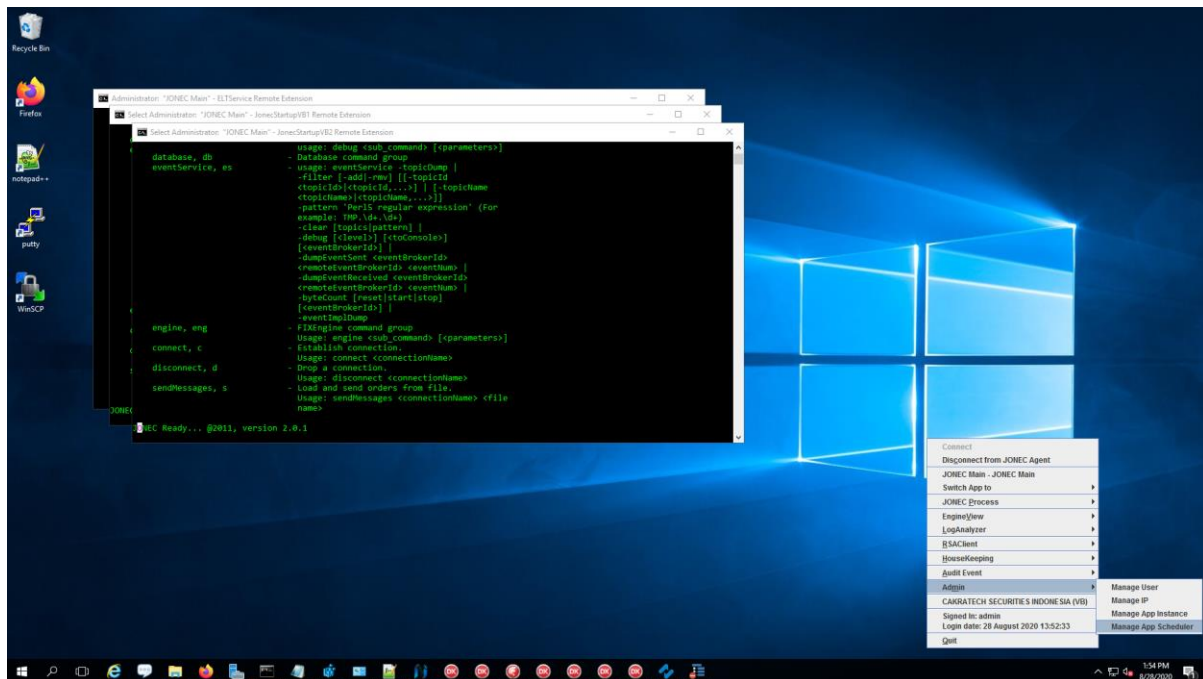 Recycle Bin
Firefox
notepad++
putty
WinSCP
Administrator: "JONEC Main" - ELTService Remote Extension
Select Administrator: "JONEC Main" - JonecStartupVB1 Remote Extension
Select Administrator: "JONEC Main" - JonecStartupVB2 Remote Extension
usage: debug <sub_command> [<parameters>]
database, db - Database command group
eventService, es - usage: eventService -topicDump |
-filter [-add|-rmv] [[-topicId
<topicId>|<topicId,...>] | [-topicName
<topicName>|<topicName,...>]]
-pattern 'Perl5 regular expression' (For
example: TMP.\d+.\d+)
-clear [topics|pattern] |
-debug [<level>] [<toConsole>]
[<eventBrokerId>] |
-dumpEventSent <eventBrokerId>
<remoteEventBrokerId> <eventNum> |
-dumpEventReceived <eventBrokerId>
<remoteEventBrokerId> <eventNum> |
-byteCount [reset|start|stop]
[<eventBrokerId>] |
-eventImplDump
engine, eng - FIXEngine command group
Usage: engine <sub_command> [<parameters>]
connect, c - Establish connection.
Usage: connect <connectionName>
disconnect, d - Drop a connection.
Usage: disconnect <connectionName>
sendMessages, s - Load and send orders from file.
Usage: sendMessages <connectionName> <file
name>
JONEC Ready... @2011, version 2.0.1
Connect
Disconnect from JONEC Agent
JONEC Main - JONEC Main
Switch App to
JONEC Process
EngineView
LogAnalyzer
RSAClient
HouseKeeping
Audit Event
Admin
CAKRATECH SECURITIES INDONESIA (VB)
Signed In: admin
Login date: 28 August 2020 13:52:33
Quit
Manage User
Manage IP
Manage App Instance
Manage App Scheduler
1:54 PM
8/28/2020